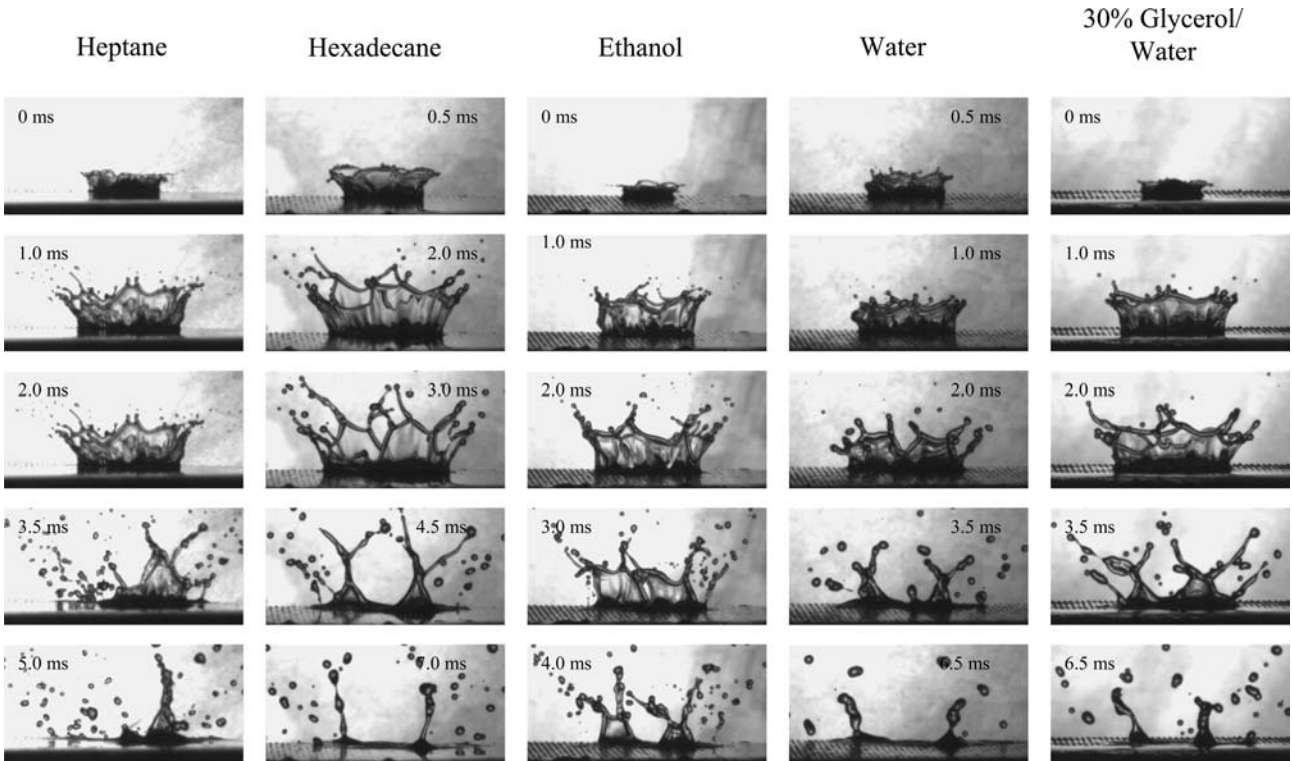 30% Glycerol/
Heptane Hexadecane Ethanol Water Water
0 ms 0.5 ms 0 ms 0.5 ms 0 ms
1.0 ms 2.0 ms 1.0 ms 1.0 ms 1.0 ms
2.0 ms 3.0 ms 2.0 ms 2.0 ms 2.0 ms
3.5 ms 4.5 ms 3.0 ms 3.5 ms 3.5 ms
5.0 ms 7.0 ms 4.0 ms 6.5 ms 6.5 ms